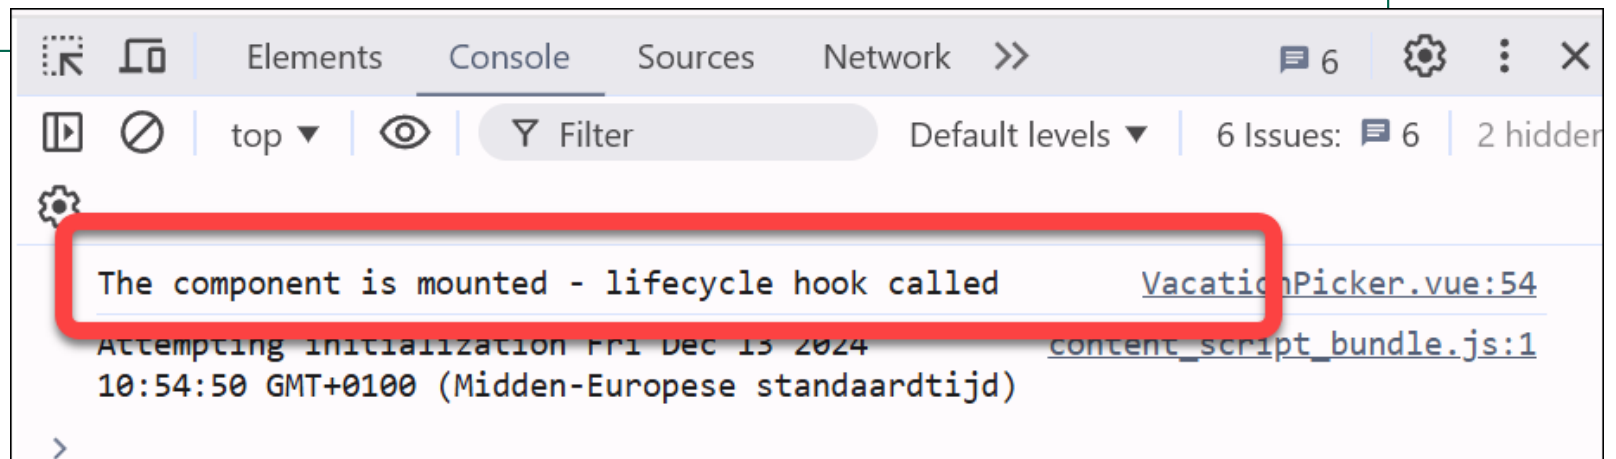 Elements Console Sources Network 6
top Filter Default levels 6 Issues: 6 2 hidden
The component is mounted - lifecycle hook called VacationPicker.vue:54
Attempting initialization Fri Dec 13 2024 content_script_bundle.js:1
10:54:50 GMT+0100 (Midden-Europese standaardtijd)